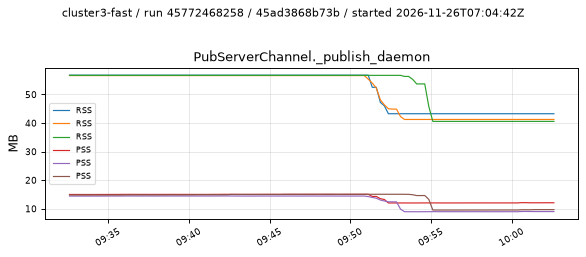 cluster3-fast / run 45772468258 / 45ad3868b73b / started 2026-11-26T07:04:42Z
PubServerChannel._publish_daemon
MB
50
40
30
20
10
RSS
RSS
RSS
PSS
PSS
PSS
09:35
09:40
09:45
09:50
09:55
10:00